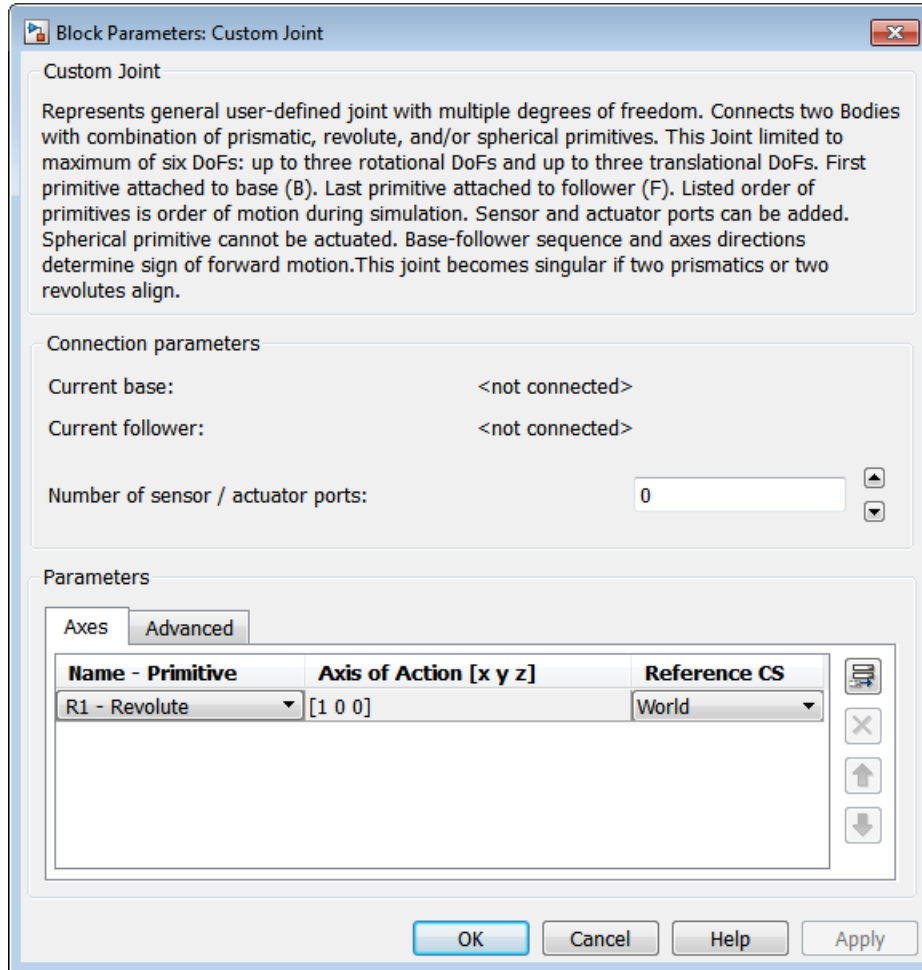 Block Parameters: Custom Joint
Custom Joint
Represents general user-defined joint with multiple degrees of freedom. Connects two Bodies
with combination of prismatic, revolute, and/or spherical primitives. This Joint limited to
maximum of six DoFs: up to three rotational DoFs and up to three translational DoFs. First
primitive attached to base (B). Last primitive attached to follower (F). Listed order of
primitives is order of motion during simulation. Sensor and actuator ports can be added.
Spherical primitive cannot be actuated. Base-follower sequence and axes directions
determine sign of forward motion.This joint becomes singular if two prismatics or two
revolutes align.
Connection parameters
Current base: <not connected>
Current follower: <not connected>
Number of sensor / actuator ports: 0
Parameters
Axes Advanced
Name - Primitive Axis of Action [x y z] Reference CS
R1 - Revolute [1 0 0] World
OK Cancel Help Apply